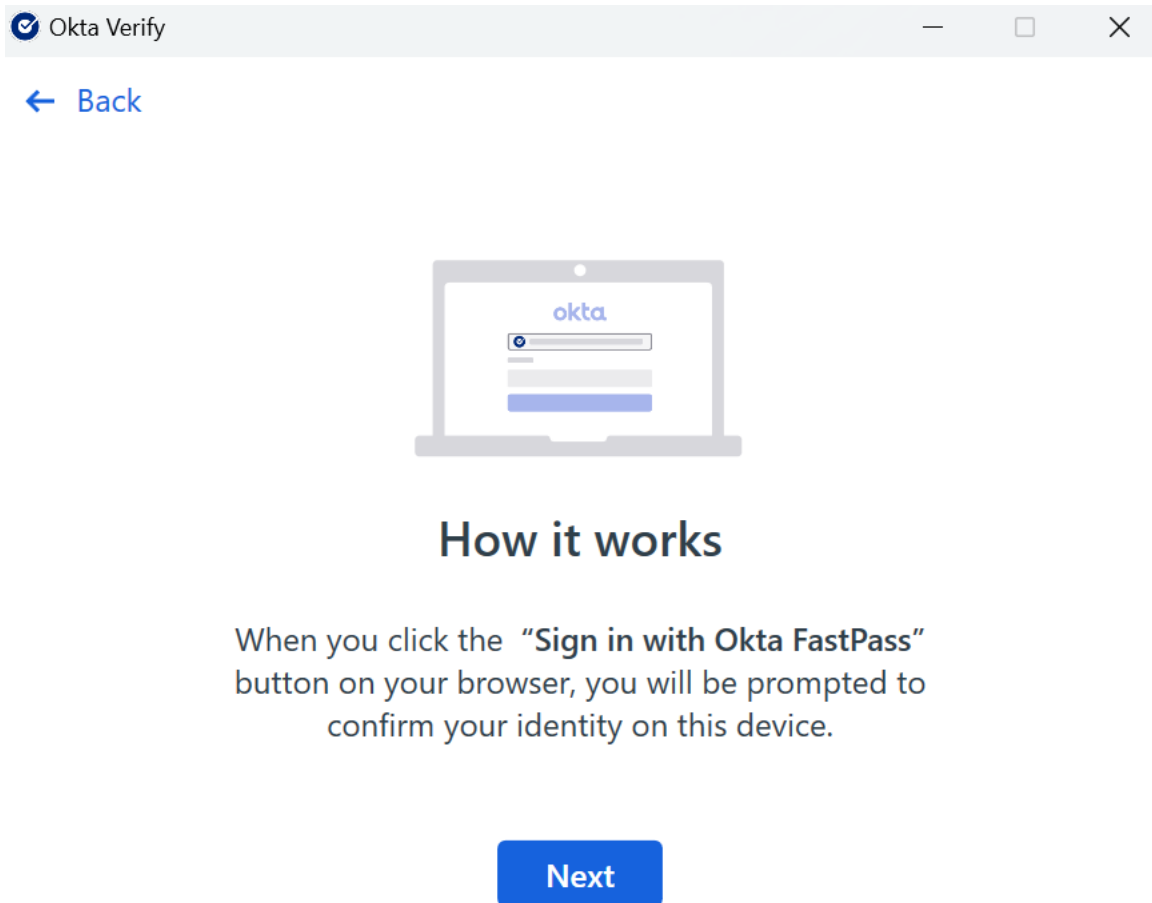 Okta Verify
Back
okta
How it works
When you click the “Sign in with Okta FastPass”
button on your browser, you will be prompted to
confirm your identity on this device.
Next